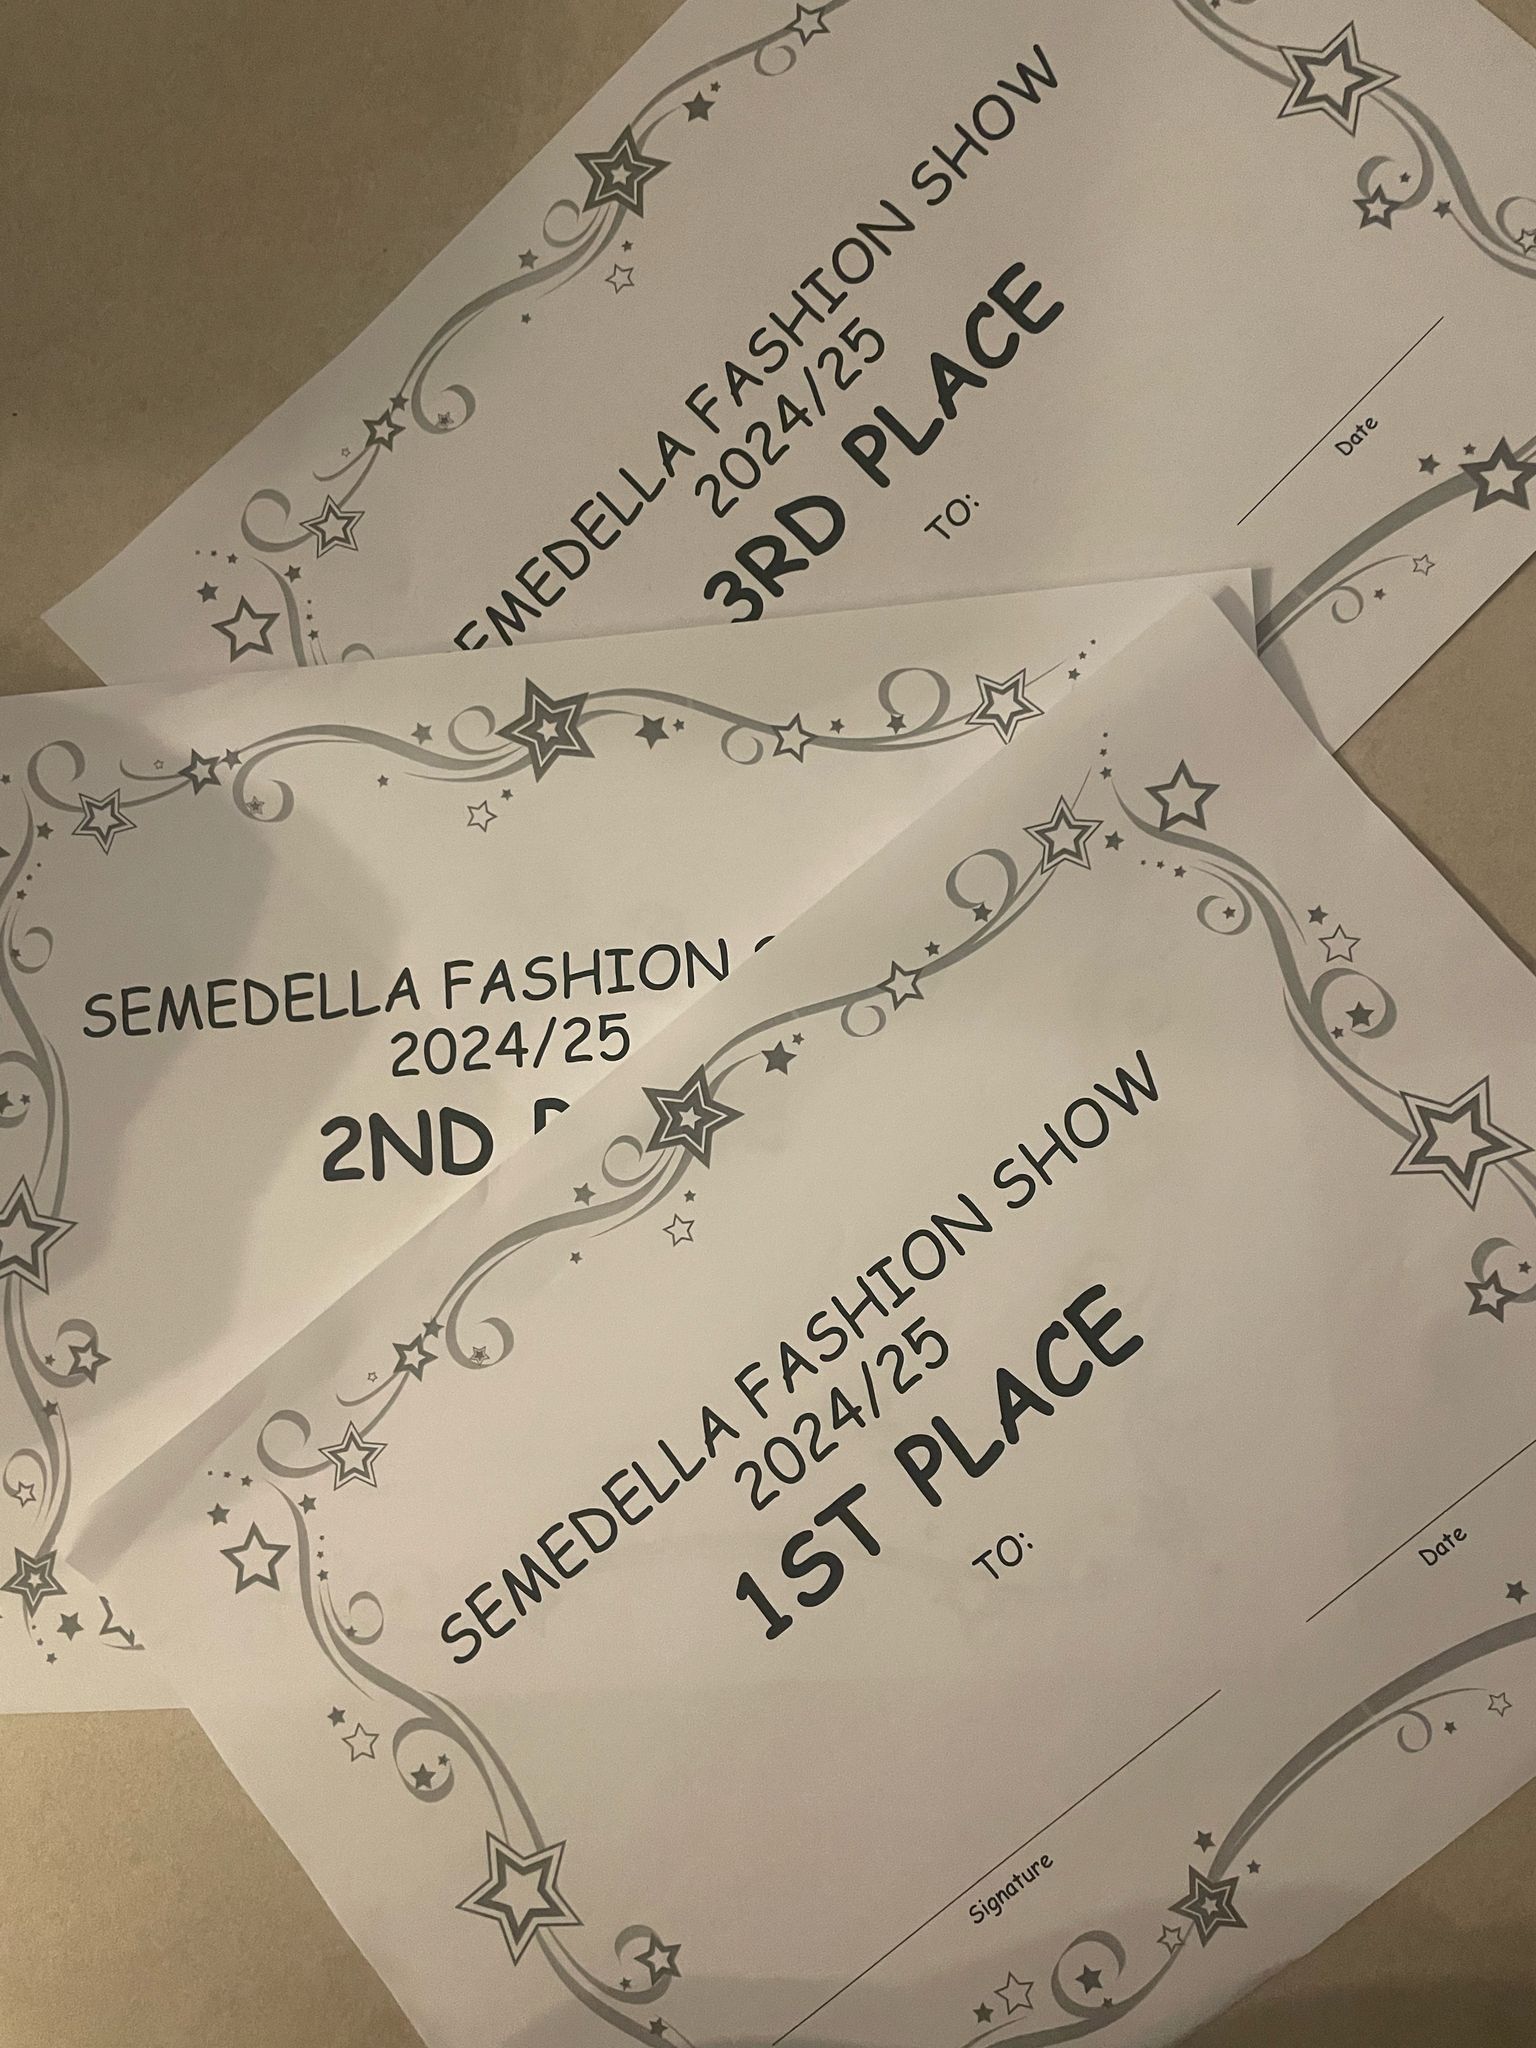 EMEDELLA FASHION SHOW
2024/25
3RD PLACE
TO:
Date
SEMEDELLA FASHION
2024/25
2ND
SEMEDELLA FASHION SHOW
2024/25
1ST PLACE
TO:
Date
Signature